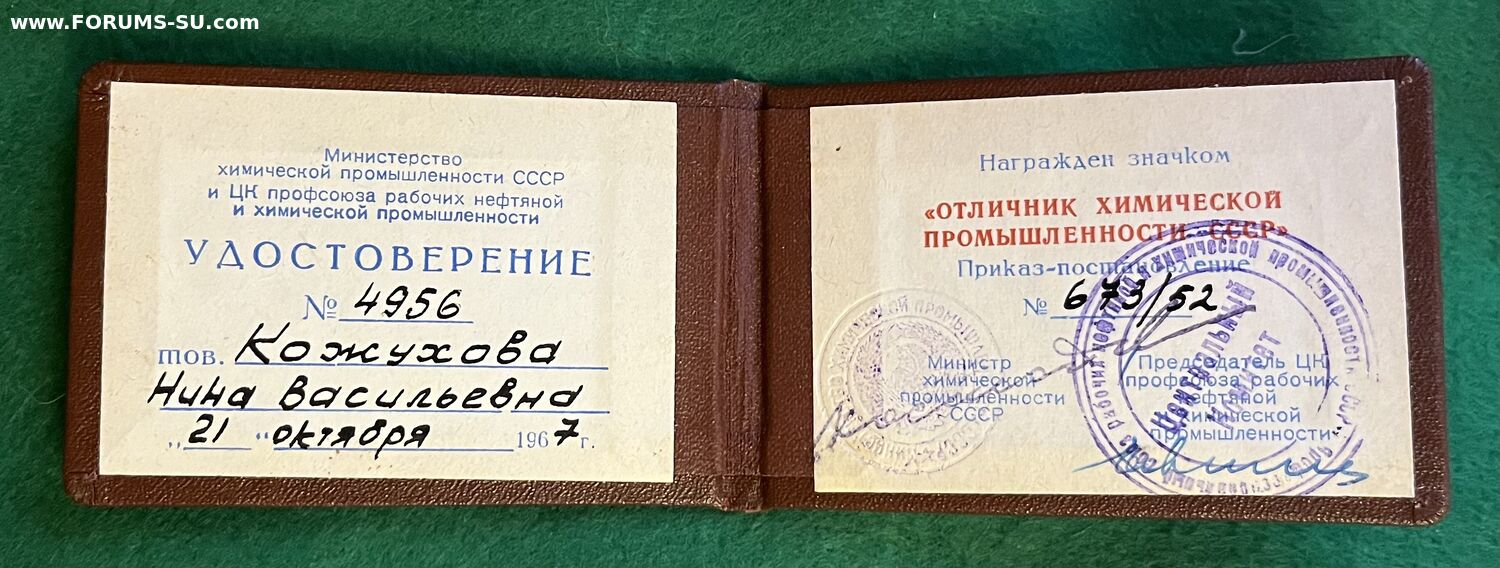 www.FORUMS-SU.com
Министерство
химической промышленности СССР
и ЦК профсоюза рабочих нефтяной
и химической промышленности
УДОСТОВЕРЕНИЕ
№ 4956
тов. Кожухова
Нина Васильевна
„21“ октября 1967 г.
Награжден значком
«ОТЛИЧНИК ХИМИЧЕСКОЙ
ПРОМЫШЛЕННОСТИ СССР»
Приказ-постановление
№ 673/52
Министр
химической
промышленности
СССР
Председатель ЦК
профсоюза рабочих
нефтяной
химической
промышленности
Центральный
комитет